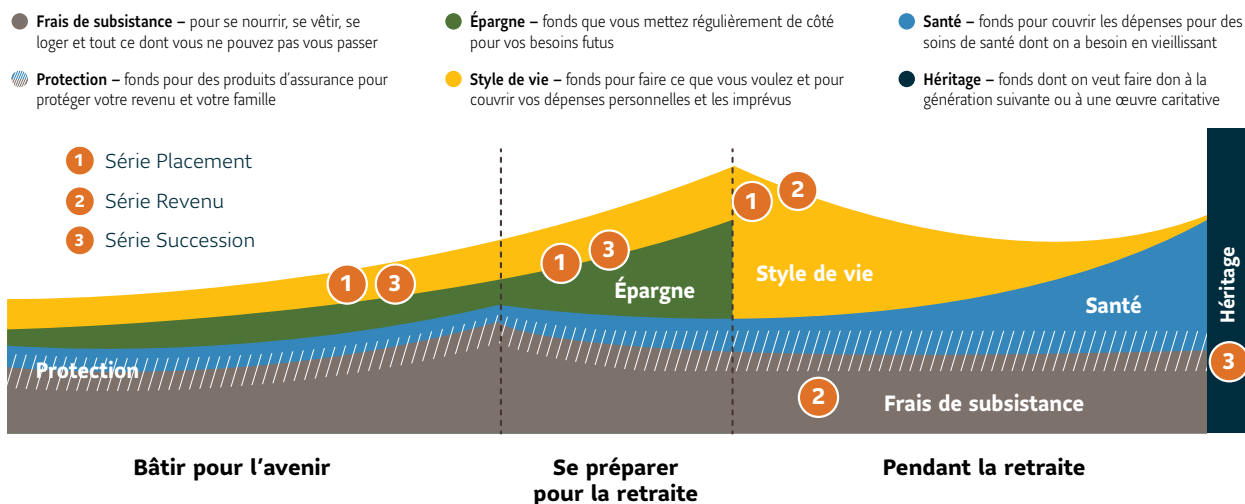 Frais de subsistance – pour se nourrir, se vêtir, se
loger et tout ce dont vous ne pouvez pas vous passer
Épargne – fonds que vous mettez régulièrement de côté
pour vos besoins futus
Santé – fonds pour couvrir les dépenses pour des
soins de santé dont on a besoin en vieillissant
Protection – fonds pour des produits d'assurance pour
protéger votre revenu et votre famille
Style de vie – fonds pour faire ce que vous voulez et pour
couvrir vos dépenses personnelles et les imprévus
Héritage – fonds dont on veut faire don à la
génération suivante ou à une œuvre caritative
1 Série Placement
2 Série Revenu
3 Série Succession
1 3
1 3
1 2
Épargne
Style de vie
Santé
Héritage
Protection
3
2
Frais de subsistance
Bâtir pour l'avenir
Se préparer
pour la retraite
Pendant la retraite